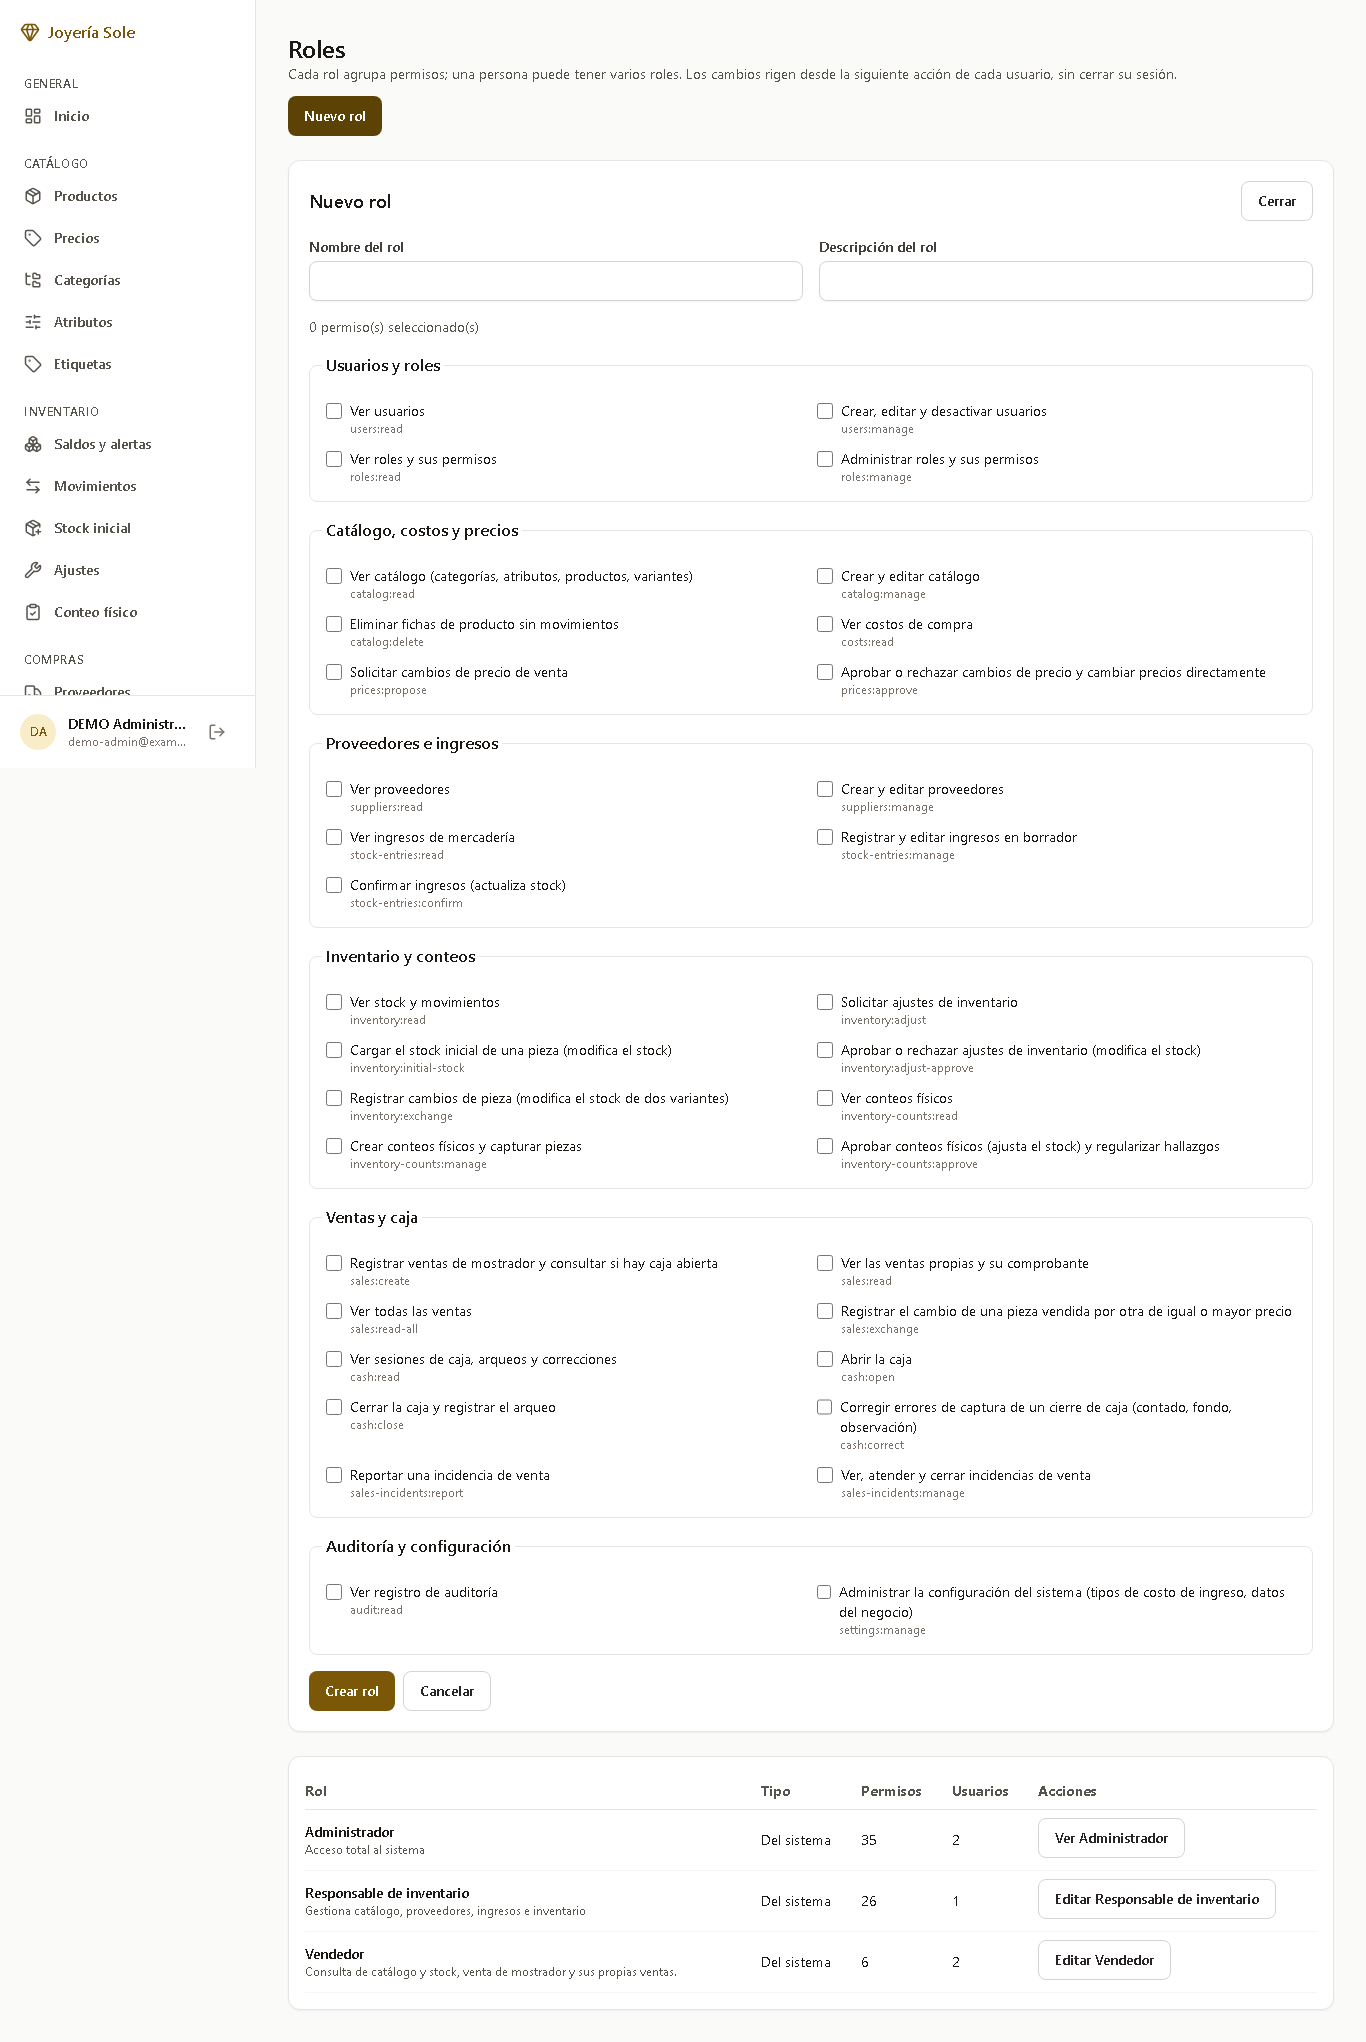 Joyería Sole
GENERAL
Inicio
CATÁLOGO
Productos
Precios
Categorías
Atributos
Etiquetas
INVENTARIO
Saldos y alertas
Movimientos
Stock inicial
Ajustes
Conteo físico
COMPRAS
Proveedores
DA
DEMO Administr...
demo-admin@exam...
Roles
Cada rol agrupa permisos; una persona puede tener varios roles. Los cambios rigen desde la siguiente acción de cada usuario, sin cerrar su sesión.
Nuevo rol
Nuevo rol
Cerrar
Nombre del rol
Descripción del rol
0 permiso(s) seleccionado(s)
Usuarios y roles
Ver usuarios
users:read
Crear, editar y desactivar usuarios
users:manage
Ver roles y sus permisos
roles:read
Administrar roles y sus permisos
roles:manage
Catálogo, costos y precios
Ver catálogo (categorías, atributos, productos, variantes)
catalog:read
Crear y editar catálogo
catalog:manage
Eliminar fichas de producto sin movimientos
catalog:delete
Ver costos de compra
costs:read
Solicitar cambios de precio de venta
prices:propose
Aprobar o rechazar cambios de precio y cambiar precios directamente
prices:approve
Proveedores e ingresos
Ver proveedores
suppliers:read
Crear y editar proveedores
suppliers:manage
Ver ingresos de mercadería
stock-entries:read
Registrar y editar ingresos en borrador
stock-entries:manage
Confirmar ingresos (actualiza stock)
stock-entries:confirm
Inventario y conteos
Ver stock y movimientos
inventory:read
Solicitar ajustes de inventario
inventory:adjust
Cargar el stock inicial de una pieza (modifica el stock)
inventory:initial-stock
Aprobar o rechazar ajustes de inventario (modifica el stock)
inventory:adjust-approve
Registrar cambios de pieza (modifica el stock de dos variantes)
inventory:exchange
Ver conteos físicos
inventory-counts:read
Crear conteos físicos y capturar piezas
inventory-counts:manage
Aprobar conteos físicos (ajusta el stock) y regularizar hallazgos
inventory-counts:approve
Ventas y caja
Registrar ventas de mostrador y consultar si hay caja abierta
sales:create
Ver las ventas propias y su comprobante
sales:read
Ver todas las ventas
sales:read-all
Registrar el cambio de una pieza vendida por otra de igual o mayor precio
sales:exchange
Ver sesiones de caja, arqueos y correcciones
cash:read
Abrir la caja
cash:open
Cerrar la caja y registrar el arqueo
cash:close
Corregir errores de captura de un cierre de caja (contado, fondo,
observación)
cash:correct
Reportar una incidencia de venta
sales-incidents:report
Ver, atender y cerrar incidencias de venta
sales-incidents:manage
Auditoría y configuración
Ver registro de auditoría
audit:read
Administrar la configuración del sistema (tipos de costo de ingreso, datos
del negocio)
settings:manage
Crear rol
Cancelar
Rol Tipo Permisos Usuarios Acciones
Administrador
Acceso total al sistema
Del sistema 35 2 Ver Administrador
Responsable de inventario
Gestiona catálogo, proveedores, ingresos e inventario
Del sistema 26 1 Editar Responsable de inventario
Vendedor
Consulta de catálogo y stock, venta de mostrador y sus propias ventas.
Del sistema 6 2 Editar Vendedor